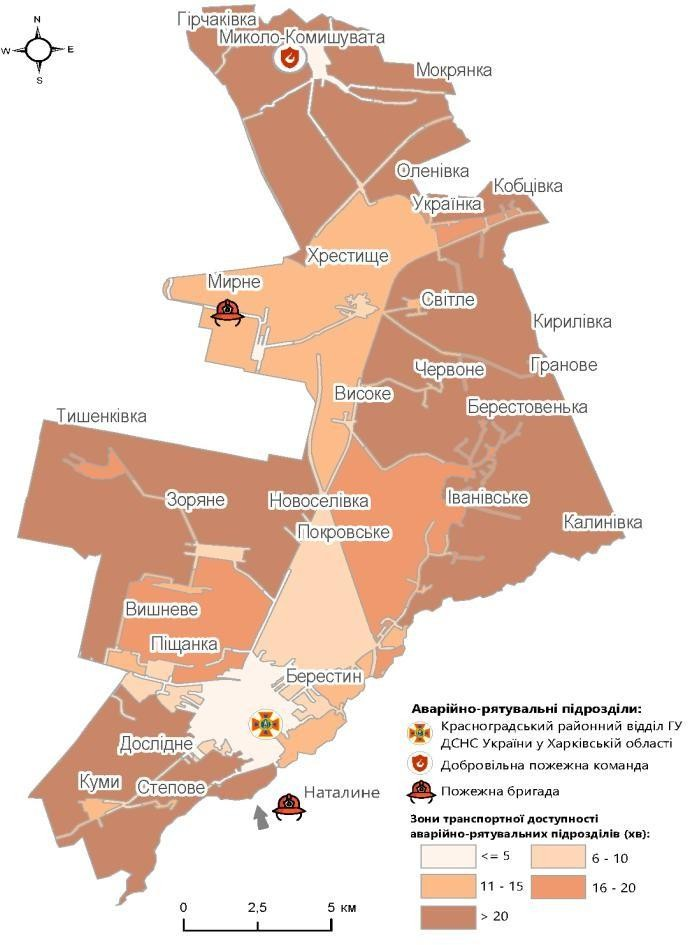 N
W
E
S
Гірчаківка
Миколо-Комишувата
Мокрянка
Оленівка
Кобцівка
Українка
Хрестище
Мирне
Світле
Кирилівка
Гранове
Червоне
Високе
Берестовенька
Тишенківка
Зоряне
Новоселівка
Іванівське
Калинівка
Покровське
Вишневе
Піщанка
Берестин
Дослідне
Куми
Степове
Наталине
Аварійно-рятувальні підрозділи:
Красноградський районний відділ ГУ
ДСНС України у Харківській області
Добровільна пожежна команда
Пожежна бригада
Зони транспортної доступності
аварійно-рятувальних підрозділів (хв):
<= 5
6 - 10
11 - 15
16 - 20
> 20
0 2,5 5 км